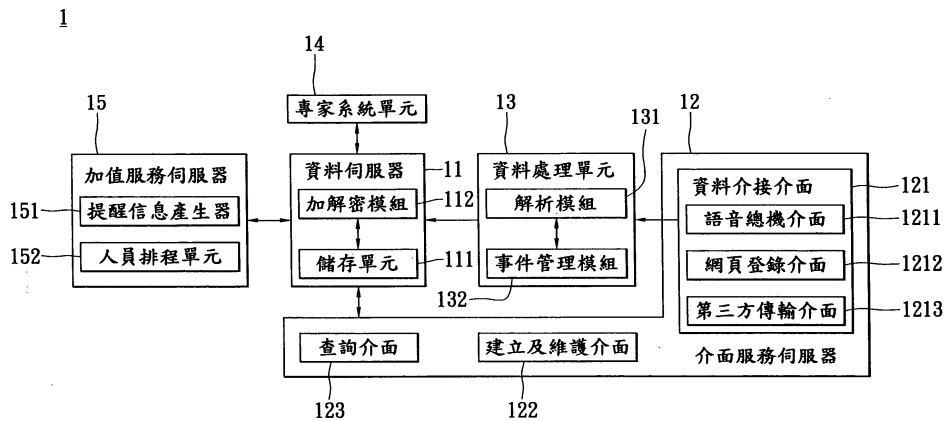 1
14
專家系統單元
15
加值服務伺服器
151
提醒信息產生器
152
人員排程單元
資料伺服器
11
加解密模組
112
儲存單元
111
13
資料處理單元
131
解析模組
事件管理模組
132
12
資料介接介面
121
語音總機介面
1211
網頁登錄介面
1212
第三方傳輸介面
1213
查詢介面
123
建立及維護介面
122
介面服務伺服器